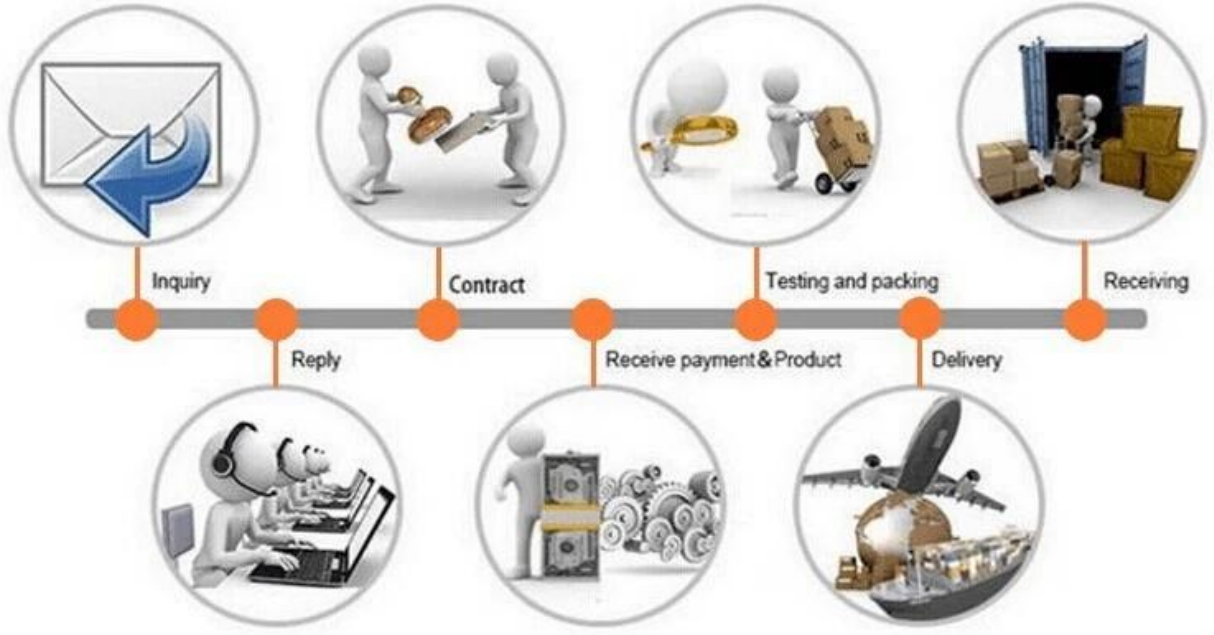 Inquiry
Reply
Contract
Receive payment&Product
Testing and packing
Delivery
Receiving